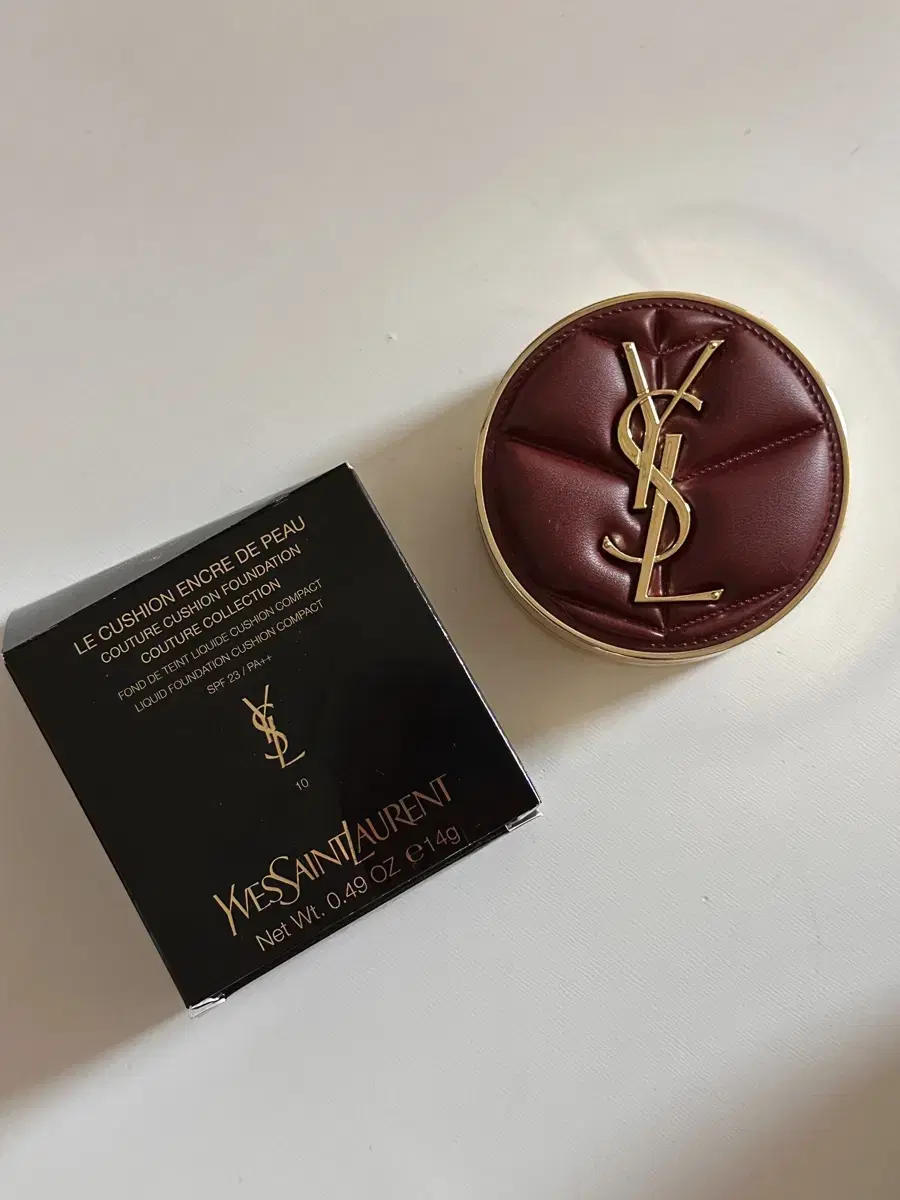 LE CUSHION ENCRE DE PEAU
COUTURE CUSHION FOUNDATION
COUTURE COLLECTION
FOND DE TEINT LIQUIDE CUSHION COMPACT
LIQUID FOUNDATION CUSHION COMPACT
SPF 23 / PA++
YSL
10
YVESSAINTLAURENT
Net Wt. 0.49 OZ ℮14g
YSL